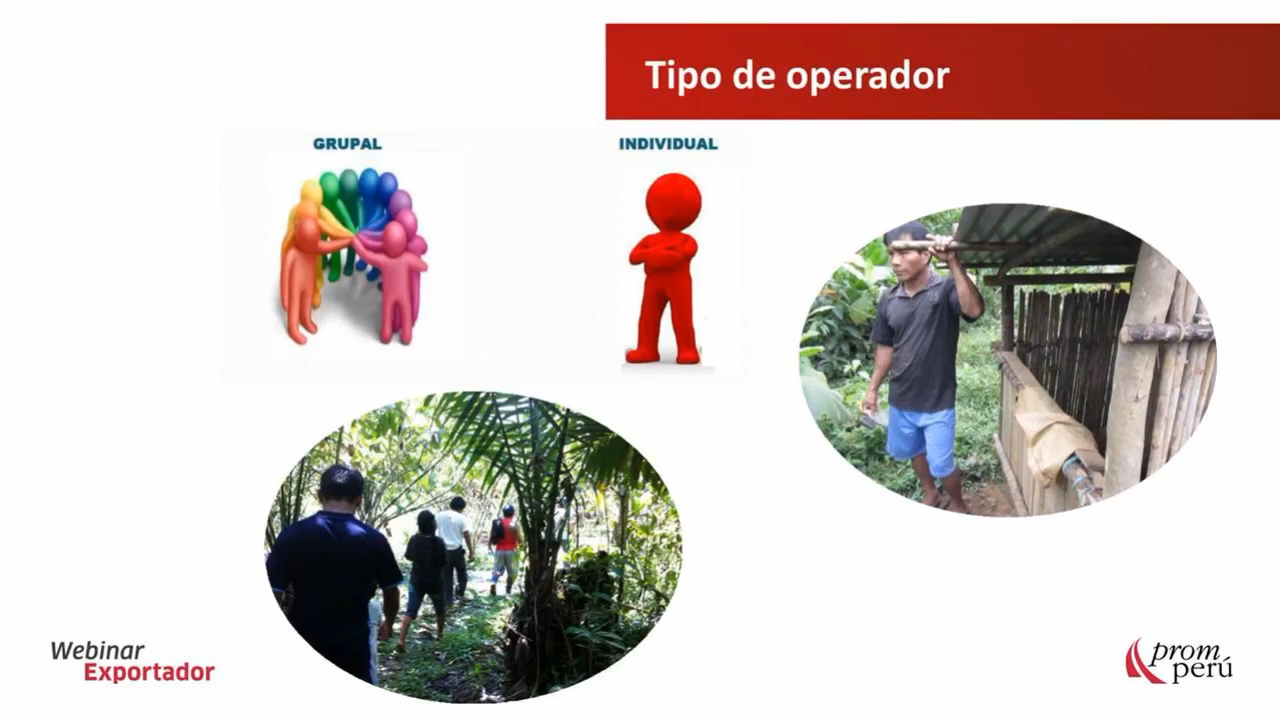 Tipo de operador
GRUPAL
INDIVIDUAL
Webinar
Exportador
prom
perú